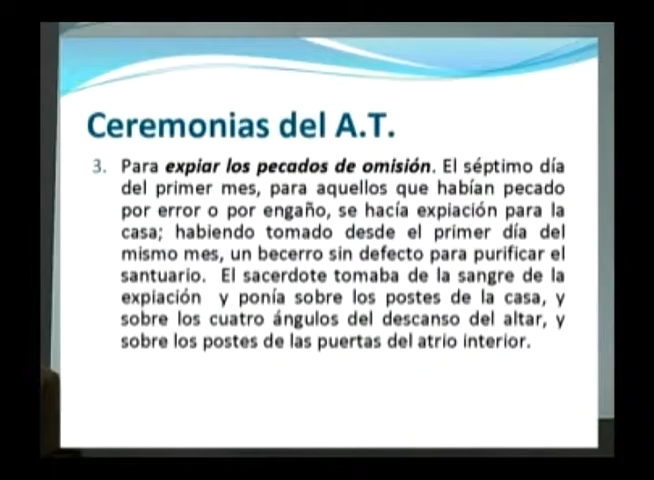 Ceremonias del A.T.
3. Para expiar los pecados de omisión. El séptimo día
del primer mes, para aquellos que habían pecado
por error o por engaño, se hacía expiación para la
casa; habiendo tomado desde el primer día del
mismo mes, un becerro sin defecto para purificar el
santuario. El sacerdote tomaba de la sangre de la
expiación y ponía sobre los postes de la casa, y
sobre los cuatro ángulos del descanso del altar, y
sobre los postes de las puertas del atrio interior.